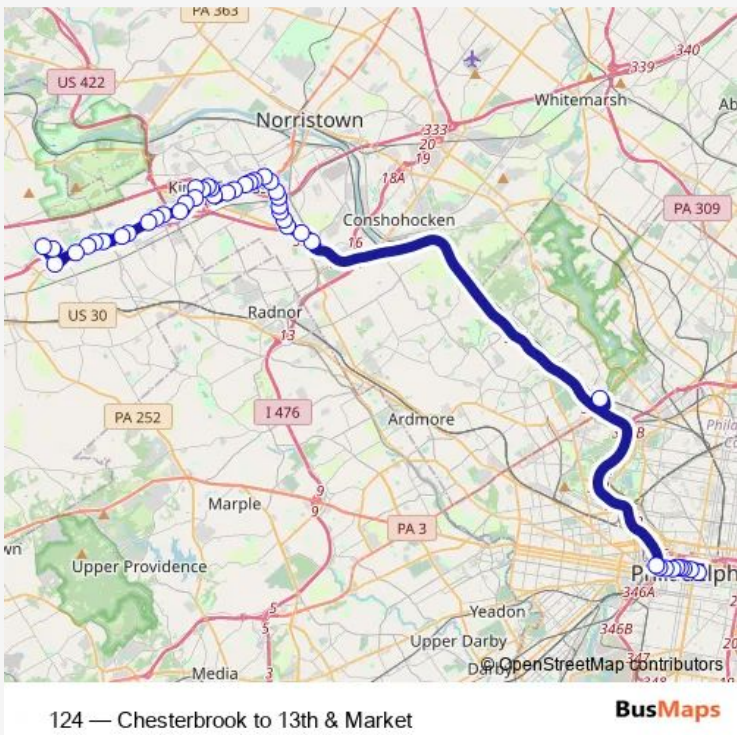 PA 363
340
US 422
339
Whitemarsh
Norristown
333
20
19
18A
PA 309
Conshohocken
16
US 30
Radnor
13
PA 252
I 476
Ardmore
Marple
9
9
PA 3
Upper Providence
346A
Yeadon
346B
5
5
Upper Darby
3
Media
© OpenStreetMap contributors
124 — Chesterbrook to 13th & Market
BusMaps